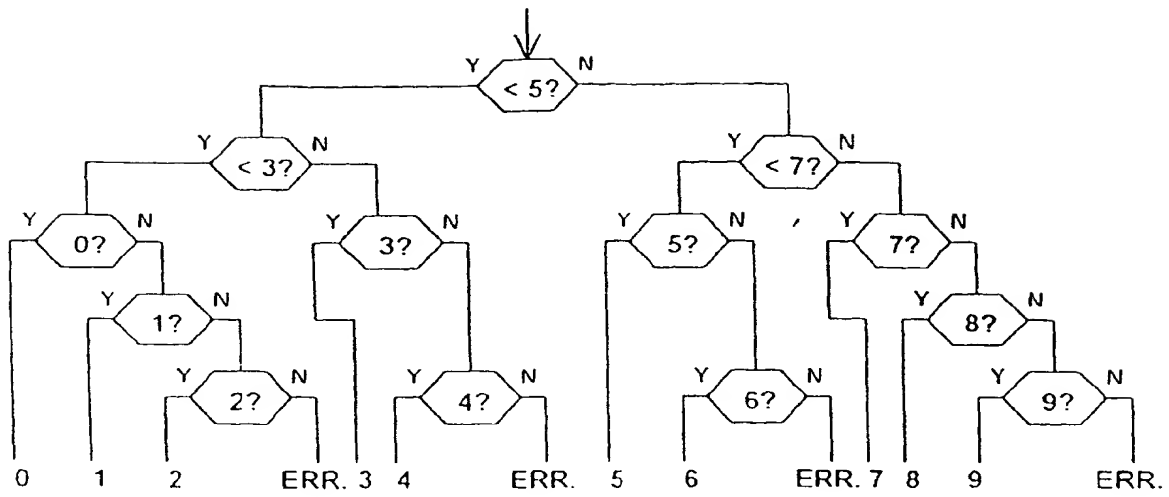 Y < 5? N
Y < 3? N Y < 7? N
Y 0? N Y 3? N Y 5? N Y 7? N
Y 1? N Y 8? N
Y 2? N Y 4? N Y 6? N Y 9? N
0 1 2 ERR. 3 4 ERR. 5 6 ERR. 7 8 9 ERR.